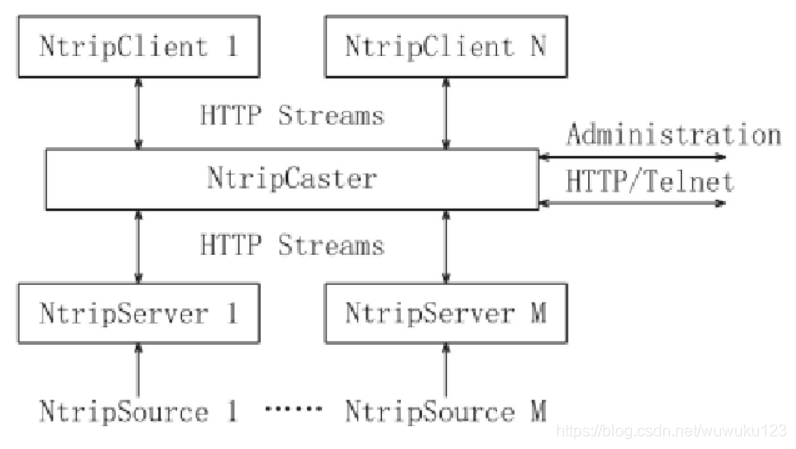 NtripClient 1 NtripClient N
HTTP Streams
Administration
NtripCaster
HTTP/Telnet
HTTP Streams
NtripServer 1 NtripServer M
NtripSource 1 …… NtripSource M
https://blog.csdn.net/wuwuku123